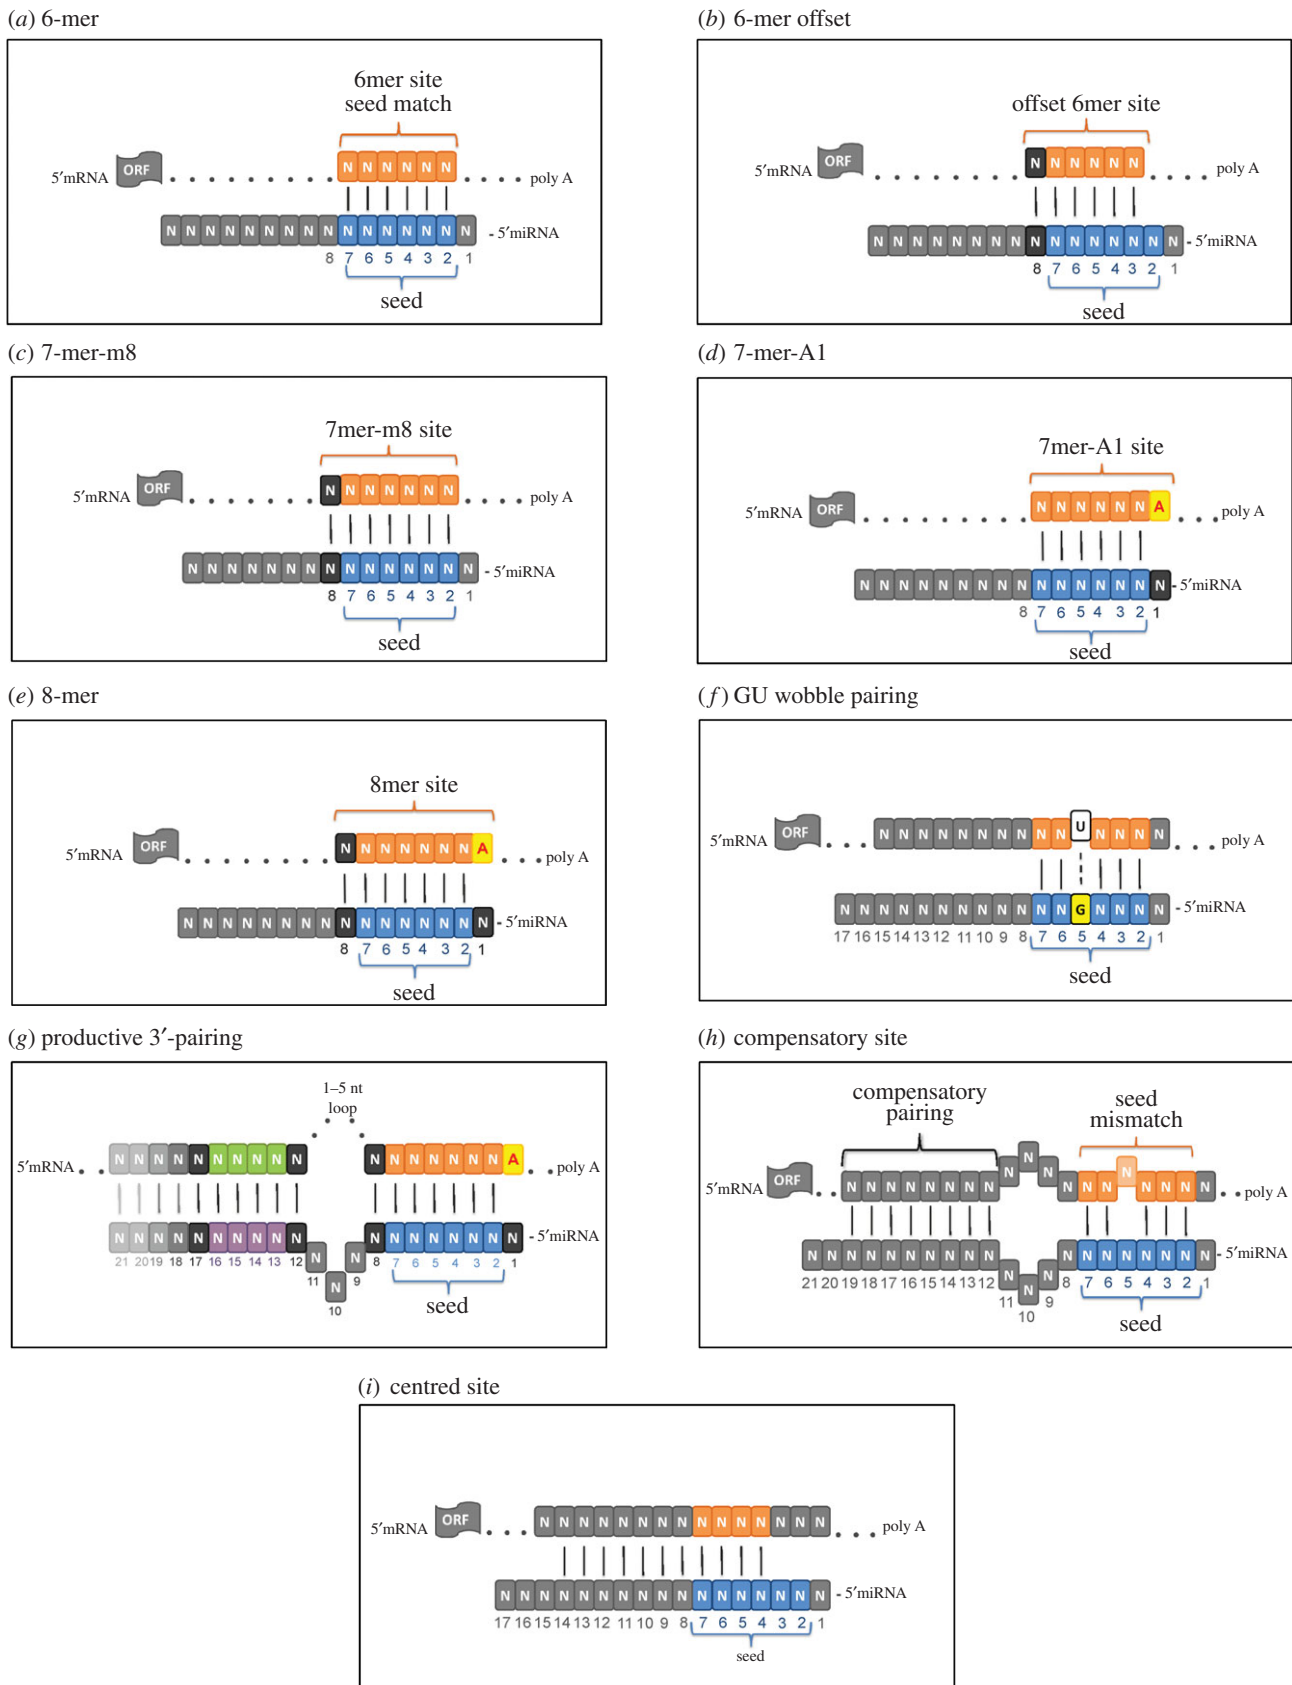 (a) 6-mer
6mer site
seed match
5′mRNA ORF N N N N N N poly A
N N N N N N N N N N N N N N N N - 5′miRNA
8 7 6 5 4 3 2 1
seed
(b) 6-mer offset
offset 6mer site
5′mRNA ORF N N N N N N poly A
N N N N N N N N N N N N N N N N - 5′miRNA
8 7 6 5 4 3 2 1
seed
(c) 7-mer-m8
7mer-m8 site
5′mRNA ORF N N N N N N N poly A
N N N N N N N N N N N N N N N - 5′miRNA
8 7 6 5 4 3 2 1
seed
(d) 7-mer-A1
7mer-A1 site
5′mRNA ORF N N N N N N A poly A
N N N N N N N N N N N N N N N N - 5′miRNA
8 7 6 5 4 3 2 1
seed
(e) 8-mer
8mer site
5′mRNA ORF N N N N N N N A poly A
N N N N N N N N N N N N N N N N - 5′miRNA
8 7 6 5 4 3 2 1
seed
(f) GU wobble pairing
5′mRNA ORF N N N N N N N N N N U N N N N poly A
N N N N N N N N N N N N G N N N N - 5′miRNA
17 16 15 14 13 12 11 10 9 8 7 6 5 4 3 2 1
seed
(g) productive 3′-pairing
1–5 nt
loop
5′mRNA N N N N N N N N N N N N N N N N N A poly A
N N N N N N N N N N N N N N N N N N N N N - 5′miRNA
21 20 19 18 17 16 15 14 13 12 11 10 9 8 7 6 5 4 3 2 1
seed
(h) compensatory site
compensatory
pairing
seed
mismatch
5′mRNA ORF N N N N N N N N N N N N N N N N N N N poly A
N N N N N N N N N N N N N N N N N N N N N - 5′miRNA
21 20 19 18 17 16 15 14 13 12 11 10 9 8 7 6 5 4 3 2 1
seed
(i) centred site
5′mRNA ORF N N N N N N N N N N N N N N N poly A
N N N N N N N N N N N N N N N N N - 5′miRNA
17 16 15 14 13 12 11 10 9 8 7 6 5 4 3 2 1
seed